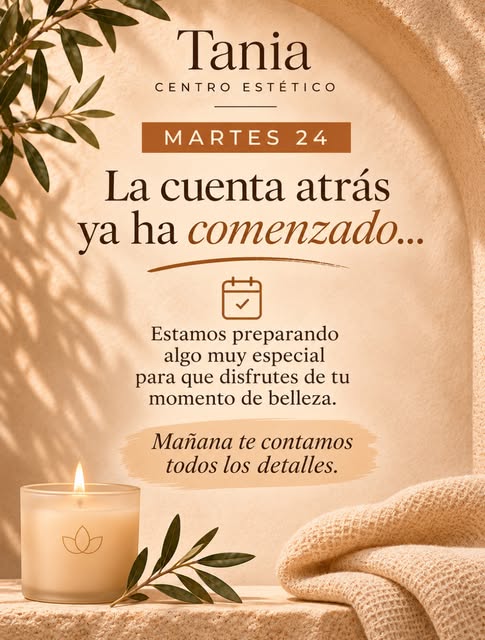 Tania
CENTRO ESTÉTICO
MARTES 24
La cuenta atrás
ya ha comenzado...
Estamos preparando
algo muy especial
para que disfrutes de tu
momento de belleza.
Mañana te contamos
todos los detalles.